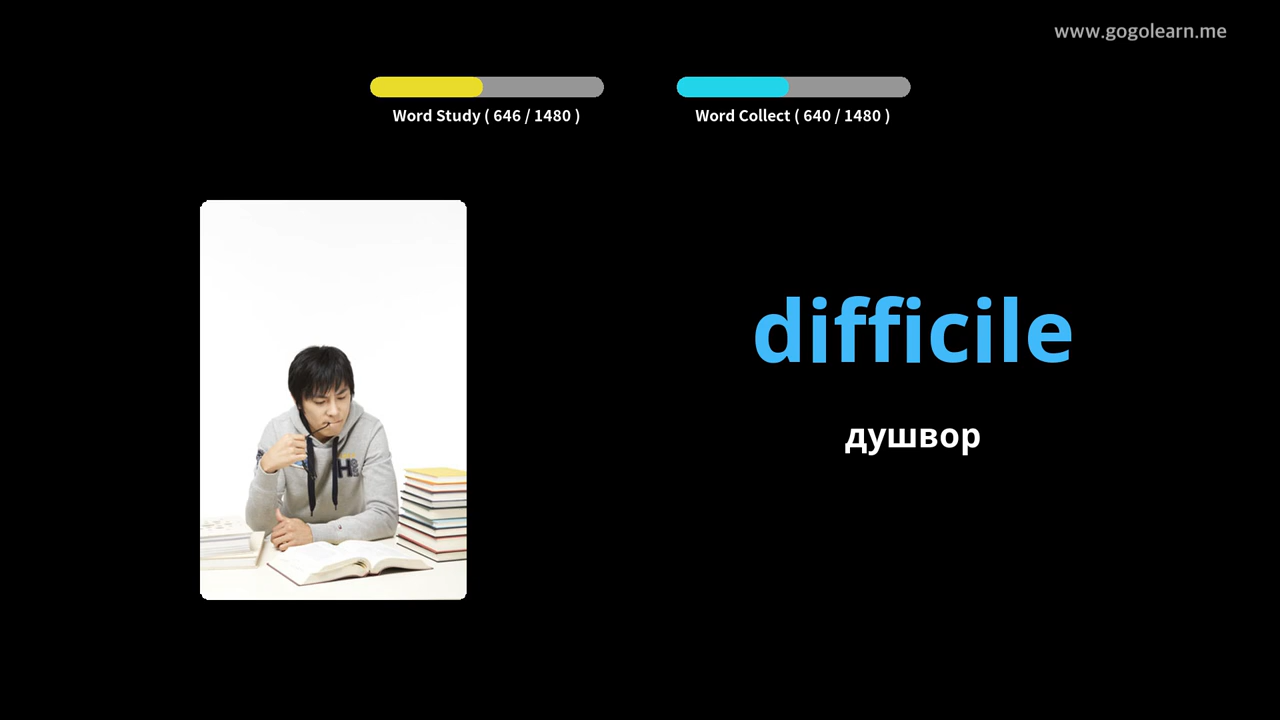 www.gogolearn.me
Word Study ( 646 / 1480 )
Word Collect ( 640 / 1480 )
difficile
душвор
H